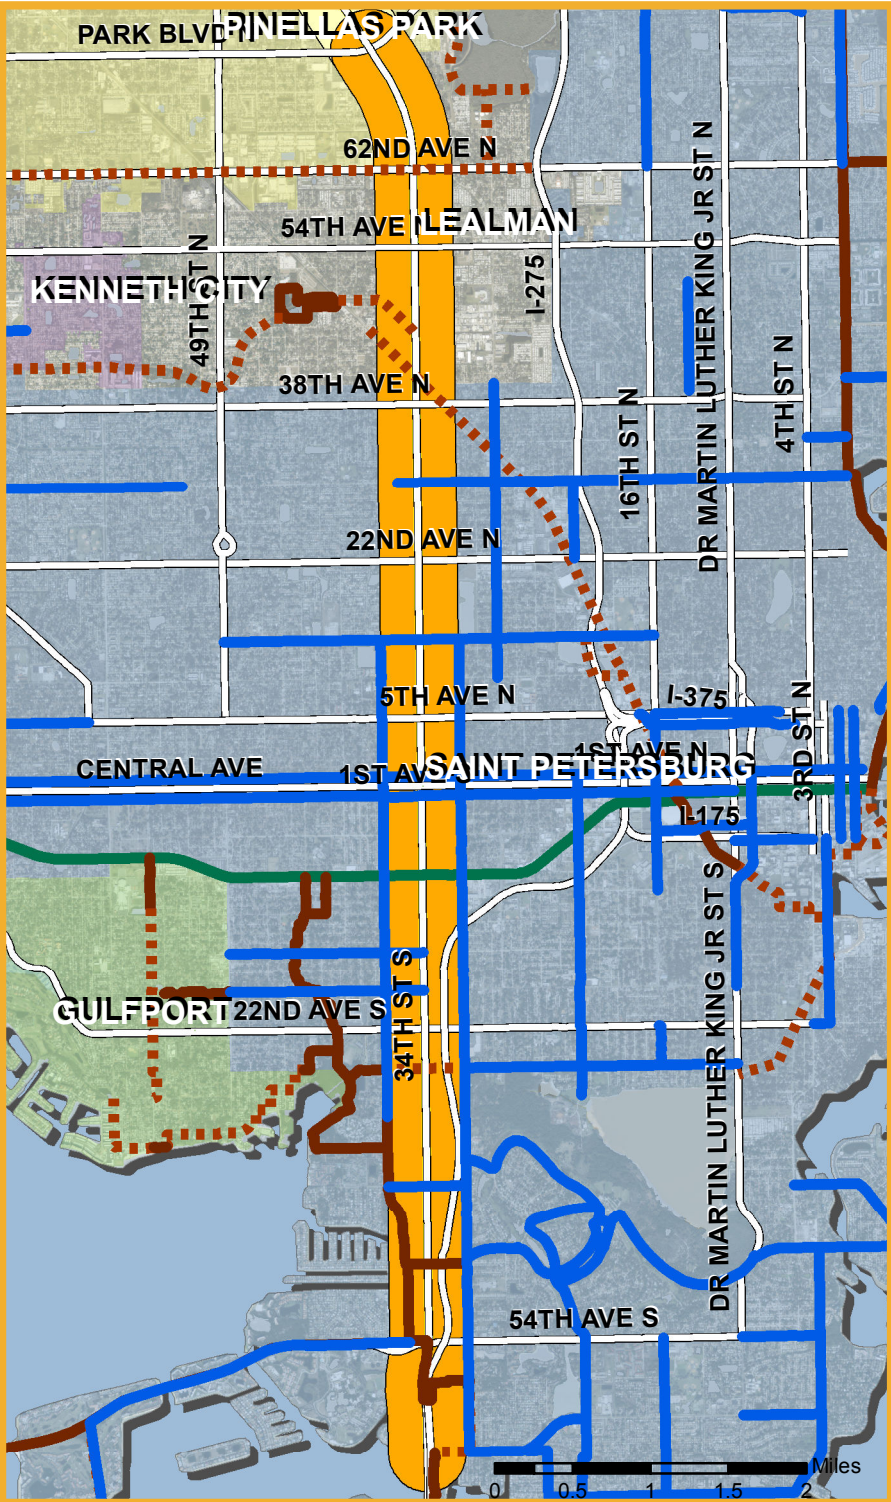 PINELLAS PARK
PARK BLVD N
62ND AVE N
54TH AVE N
LEALMAN
KENNETH CITY
49TH ST N
I-275
DR MARTIN LUTHER KING JR ST N
38TH AVE N
16TH ST N
4TH ST N
22ND AVE N
5TH AVE N
I-375
3RD ST N
1ST AVE N
CENTRAL AVE
1ST AVE S
SAINT PETERSBURG
I-175
34TH ST S
GULFPORT
22ND AVE S
DR MARTIN LUTHER KING JR ST S
54TH AVE S
Miles
0 0.5 1 1.5 2